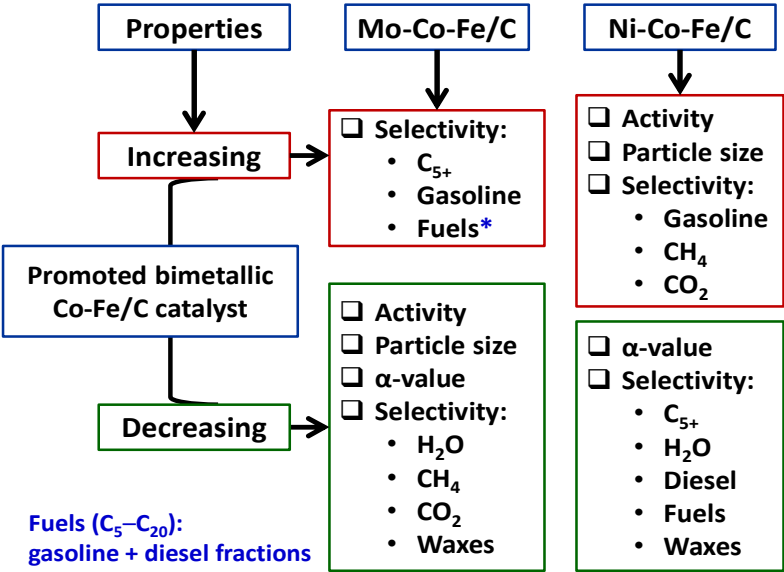 Properties
Mo-Co-Fe/C
Ni-Co-Fe/C
Increasing
❑ Selectivity:
• C₅₊
• Gasoline
• Fuels*
❑ Activity
❑ Particle size
❑ Selectivity:
• Gasoline
• CH₄
• CO₂
Promoted bimetallic
Co-Fe/C catalyst
Decreasing
❑ Activity
❑ Particle size
❑ α-value
❑ Selectivity:
• H₂O
• CH₄
• CO₂
• Waxes
❑ α-value
❑ Selectivity:
• C₅₊
• H₂O
• Diesel
• Fuels
• Waxes
Fuels (C₅–C₂₀):
gasoline + diesel fractions